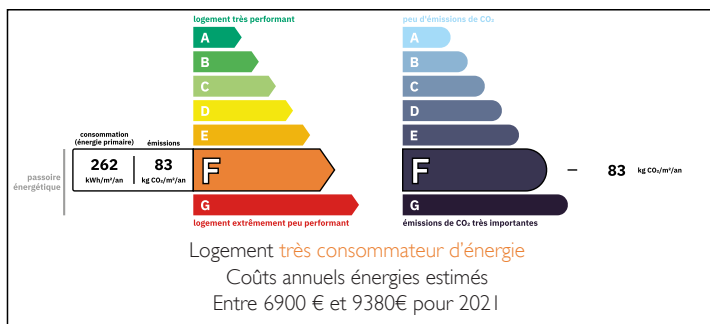 logement très performant
peu d'émissions de CO₂
A
B
C
D
E
F
G
A
B
C
D
E
F
G
consommation
(énergie primaire)
émissions
262
kWh/m²/an
83
kg CO₂/m²/an
passoire
énergétique
83 kg CO₂/m²/an
logement extrêmement peu performant
émissions de CO₂ très importantes
Logement très consommateur d'énergie
Coûts annuels énergies estimés
Entre 6900 € et 9380€ pour 2021